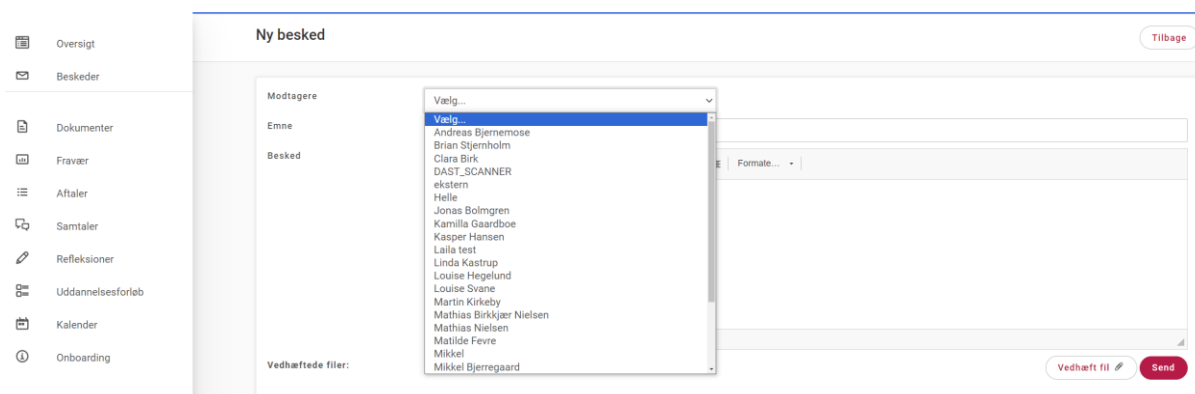 Oversigt
Beskeder
Dokumenter
Fravær
Aftaler
Samtaler
Refleksioner
Uddannelsesforløb
Kalender
Onboarding
Ny besked
Tilbage
Modtagere
Vælg...
Vælg...
Andreas Bjernemose
Brian Stjernholm
Clara Birk
DAST_SCANNER
ekstern
Helle
Jonas Bolmgren
Kamilla Gaardboe
Kasper Hansen
Laila test
Linda Kastrup
Louise Hegelund
Louise Svane
Martin Kirkeby
Mathias Birkkjær Nielsen
Mathias Nielsen
Matilde Fevre
Mikkel
Mikkel Bjerregaard
Emne
Besked
Formate...
Vedhæftede filer:
Vedhæft fil
Send